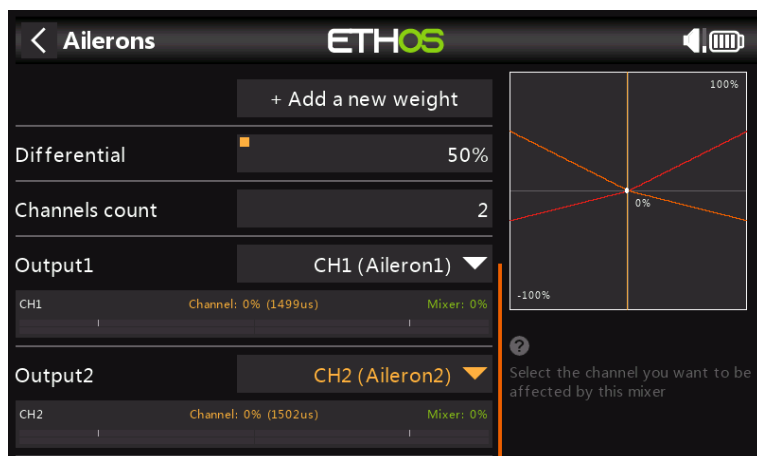 Ailerons
ETHOS
+ Add a new weight
Differential
50%
Channels count
2
Output1
CH1 (Aileron1)
CH1
Channel: 0% (1499us)
Mixer: 0%
Output2
CH2 (Aileron2)
CH2
Channel: 0% (1502us)
Mixer: 0%
100%
0%
-100%
?
Select the channel you want to be
affected by this mixer